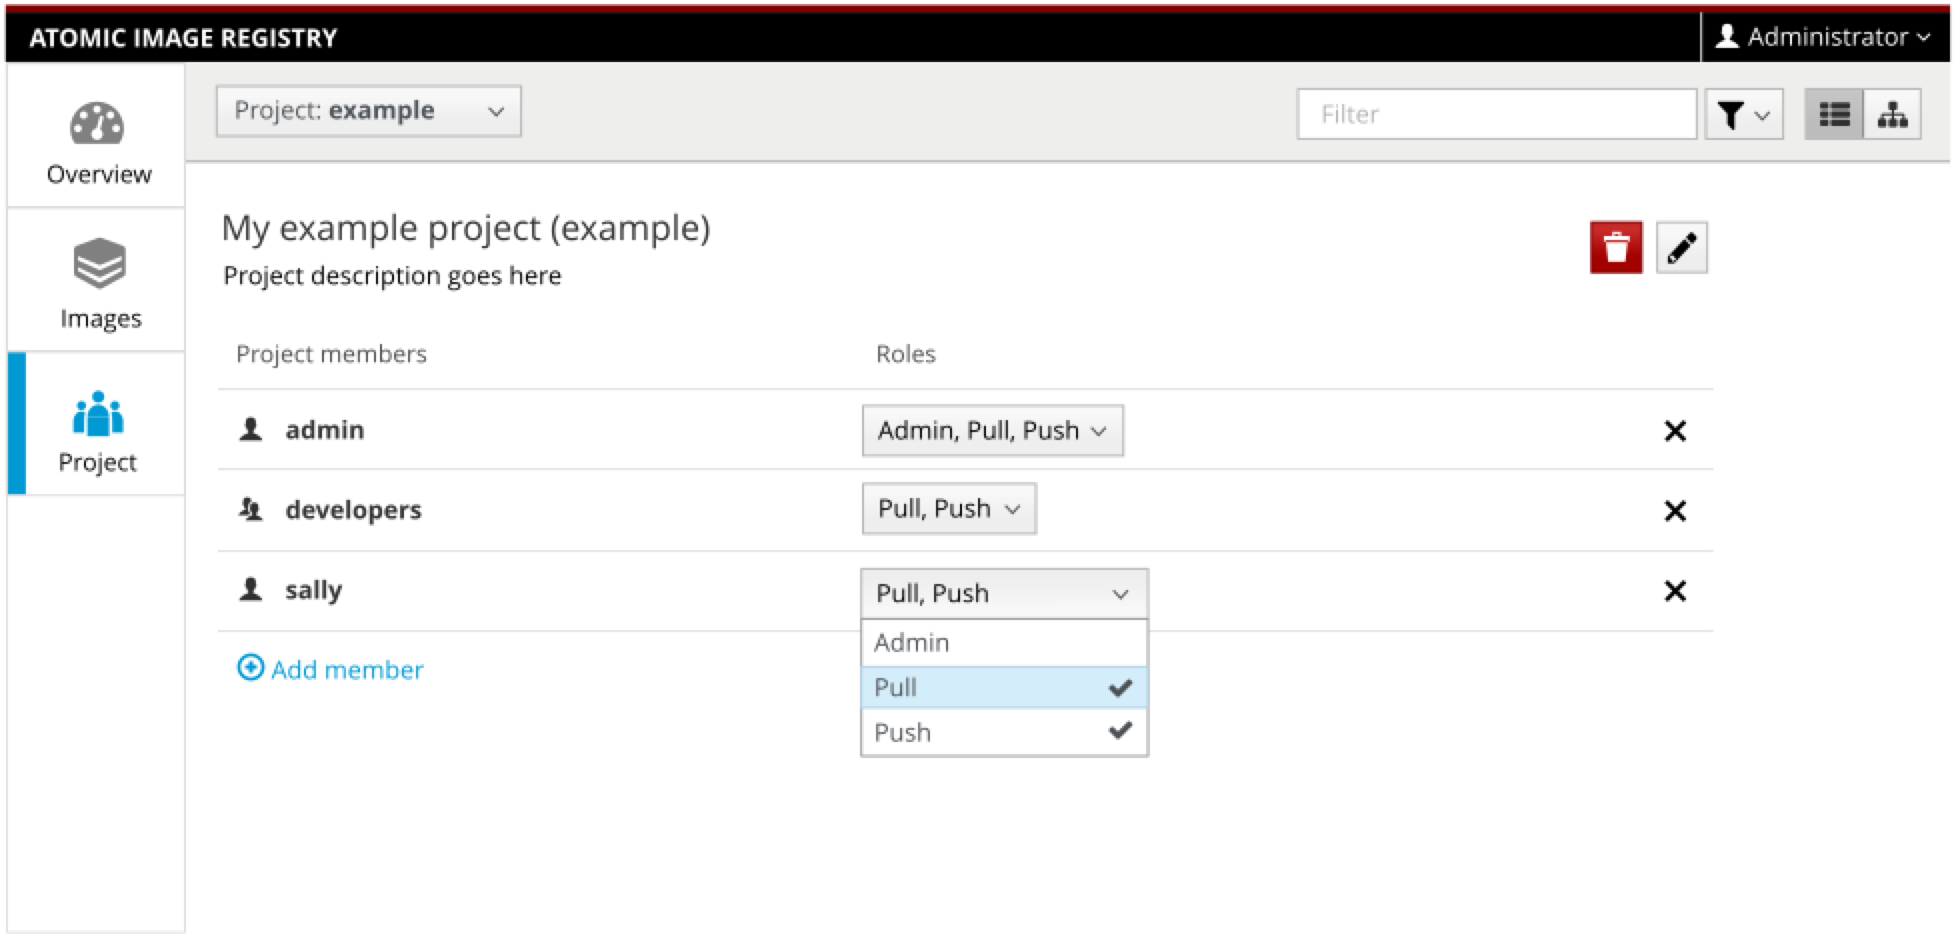 ATOMIC IMAGE REGISTRY
Administrator
Project: example
Filter
Overview
Images
Project
My example project (example)
Project description goes here
Project members Roles
admin Admin, Pull, Push
developers Pull, Push
sally Pull, Push
Admin
Pull
Push
Add member